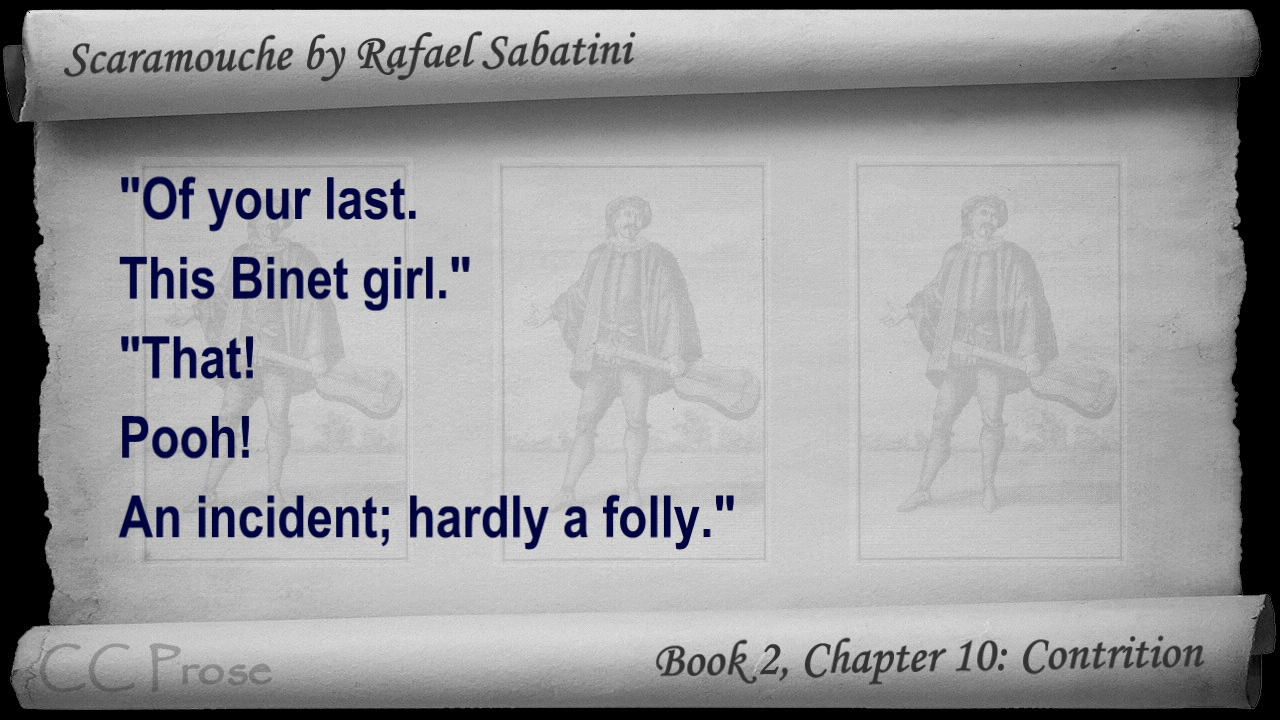 Scaramouche by Rafael Sabatini
"Of your last.
This Binet girl."
"That!
Pooh!
An incident; hardly a folly."
CC Prose
Book 2, Chapter 10: Contrition